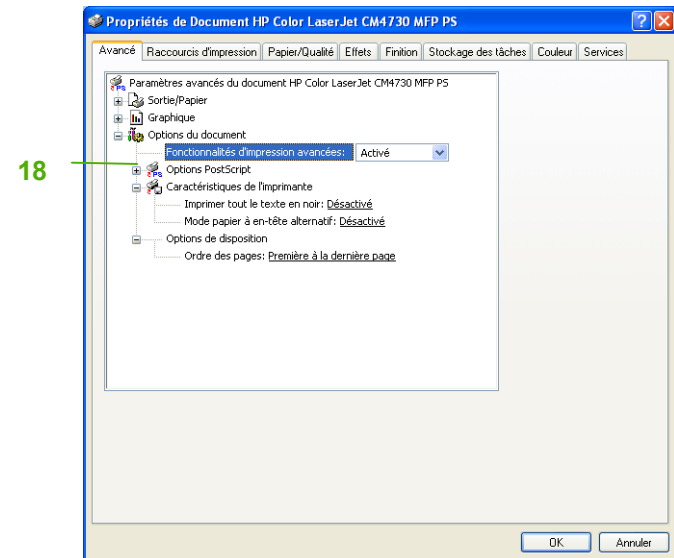 Propriétés de Document HP Color LaserJet CM4730 MFP PS
Avancé Raccourcis d'impression Papier/Qualité Effets Finition Stockage des tâches Couleur Services
Paramètres avancés du document HP Color LaserJet CM4730 MFP PS
Sortie/Papier
Graphique
Options du document
Fonctionnalités d'impression avancées: Activé
18
Options PostScript
Caractéristiques de l'imprimante
Imprimer tout le texte en noir: Désactivé
Mode papier à en-tête alternatif: Désactivé
Options de disposition
Ordre des pages: Première à la dernière page
OK Annuler